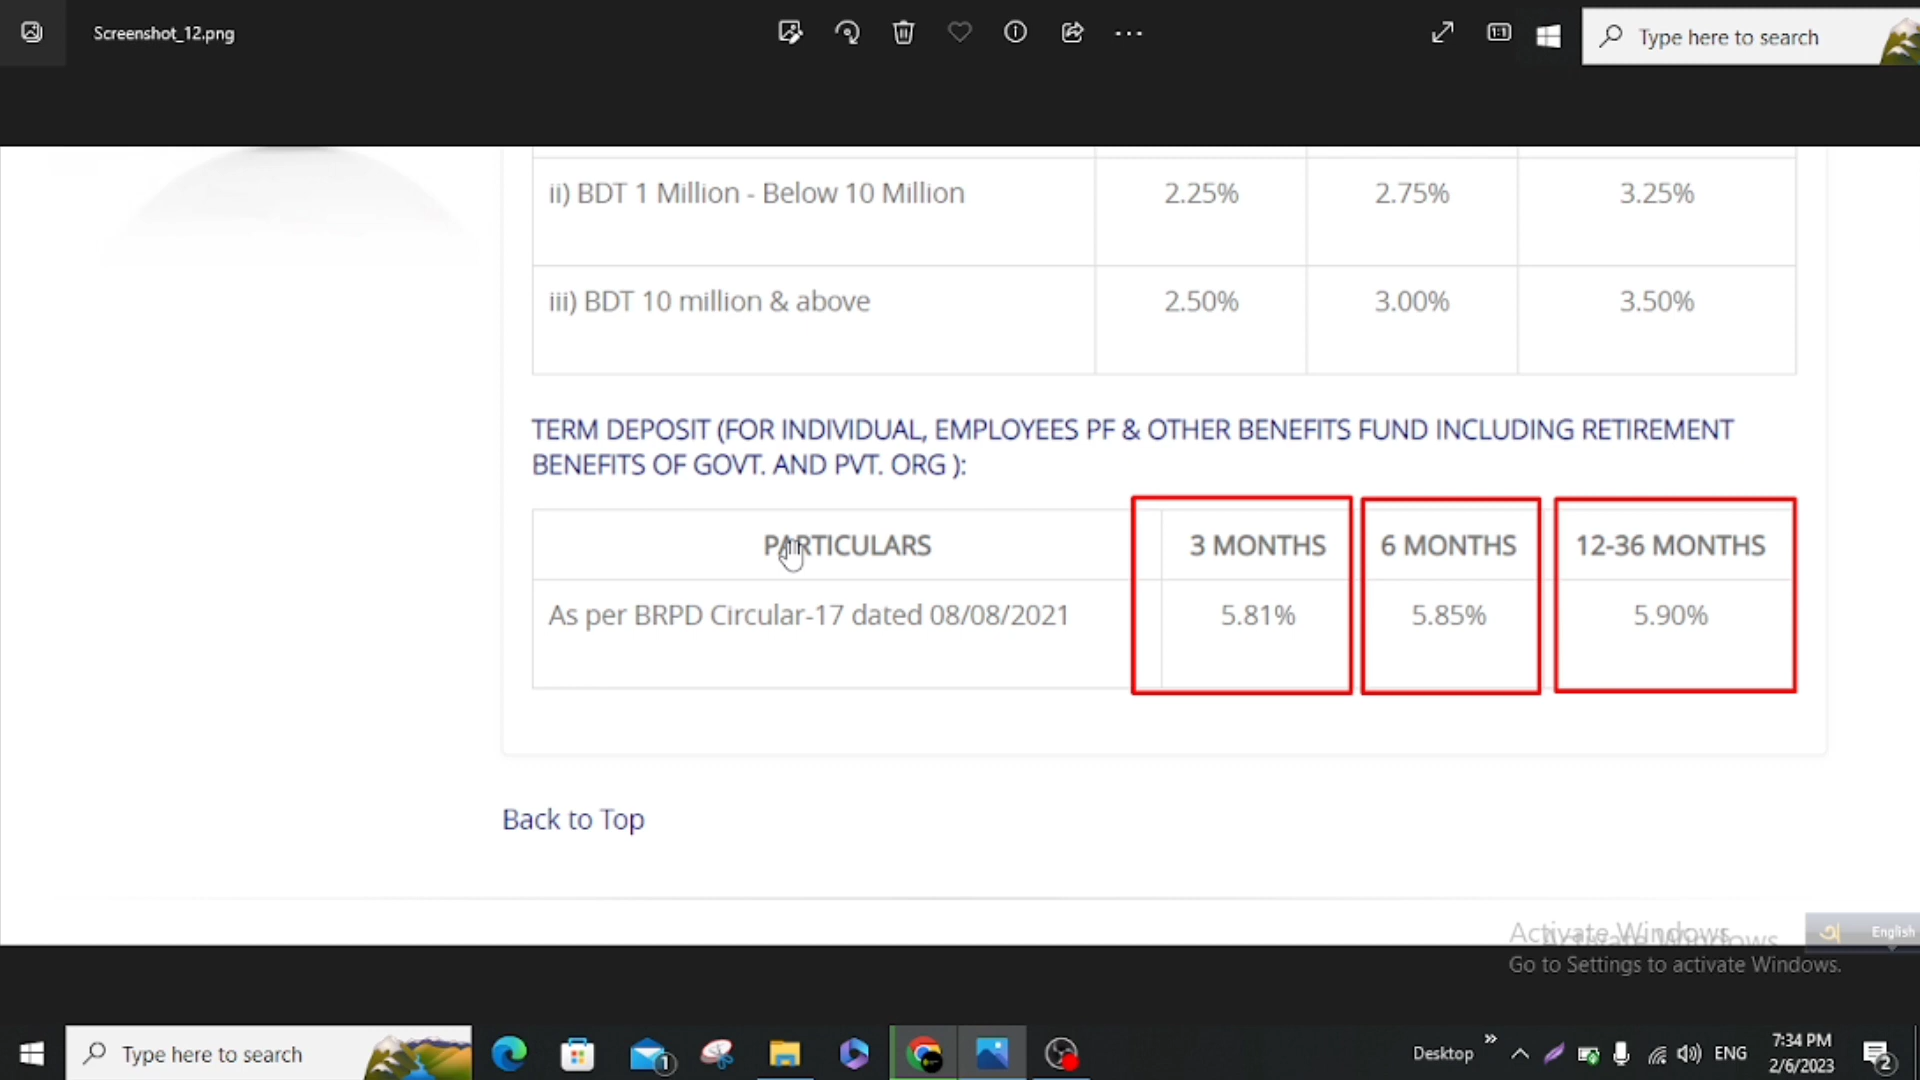 Screenshot_12.png
Type here to search
ii) BDT 1 Million - Below 10 Million 2.25% 2.75% 3.25%
iii) BDT 10 million & above 2.50% 3.00% 3.50%
TERM DEPOSIT (FOR INDIVIDUAL, EMPLOYEES PF & OTHER BENEFITS FUND INCLUDING RETIREMENT
BENEFITS OF GOVT. AND PVT. ORG ):
PARTICULARS 3 MONTHS 6 MONTHS 12-36 MONTHS
As per BRPD Circular-17 dated 08/08/2021 5.81% 5.85% 5.90%
Back to Top
Activate Windows
Activate Windows
Go to Settings to activate Windows.
অ English
Type here to search
1
Desktop
ENG
7:34 PM
2/6/2023
2